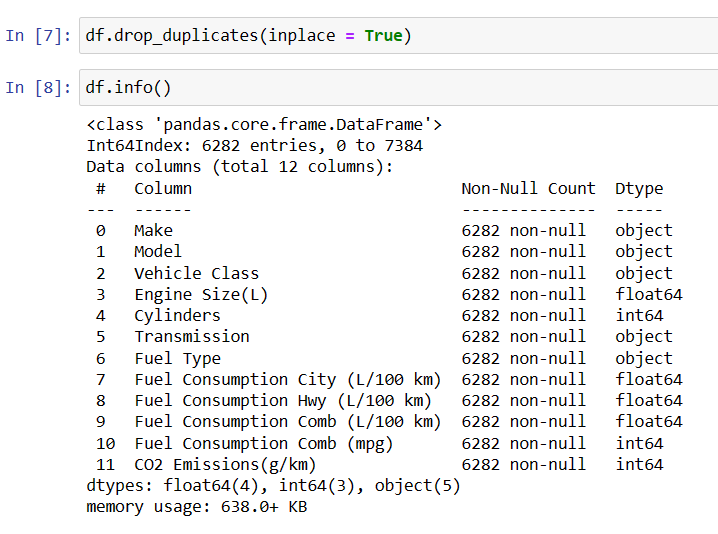 In [7]: df.drop_duplicates(inplace = True)
In [8]: df.info()
<class 'pandas.core.frame.DataFrame'>
Int64Index: 6282 entries, 0 to 7384
Data columns (total 12 columns):
 #   Column                            Non-Null Count  Dtype
---  ------                            --------------  -----
 0   Make                              6282 non-null   object
 1   Model                             6282 non-null   object
 2   Vehicle Class                     6282 non-null   object
 3   Engine Size(L)                    6282 non-null   float64
 4   Cylinders                         6282 non-null   int64
 5   Transmission                      6282 non-null   object
 6   Fuel Type                         6282 non-null   object
 7   Fuel Consumption City (L/100 km)  6282 non-null   float64
 8   Fuel Consumption Hwy (L/100 km)   6282 non-null   float64
 9   Fuel Consumption Comb (L/100 km)  6282 non-null   float64
 10  Fuel Consumption Comb (mpg)       6282 non-null   int64
 11  CO2 Emissions(g/km)               6282 non-null   int64
dtypes: float64(4), int64(3), object(5)
memory usage: 638.0+ KB